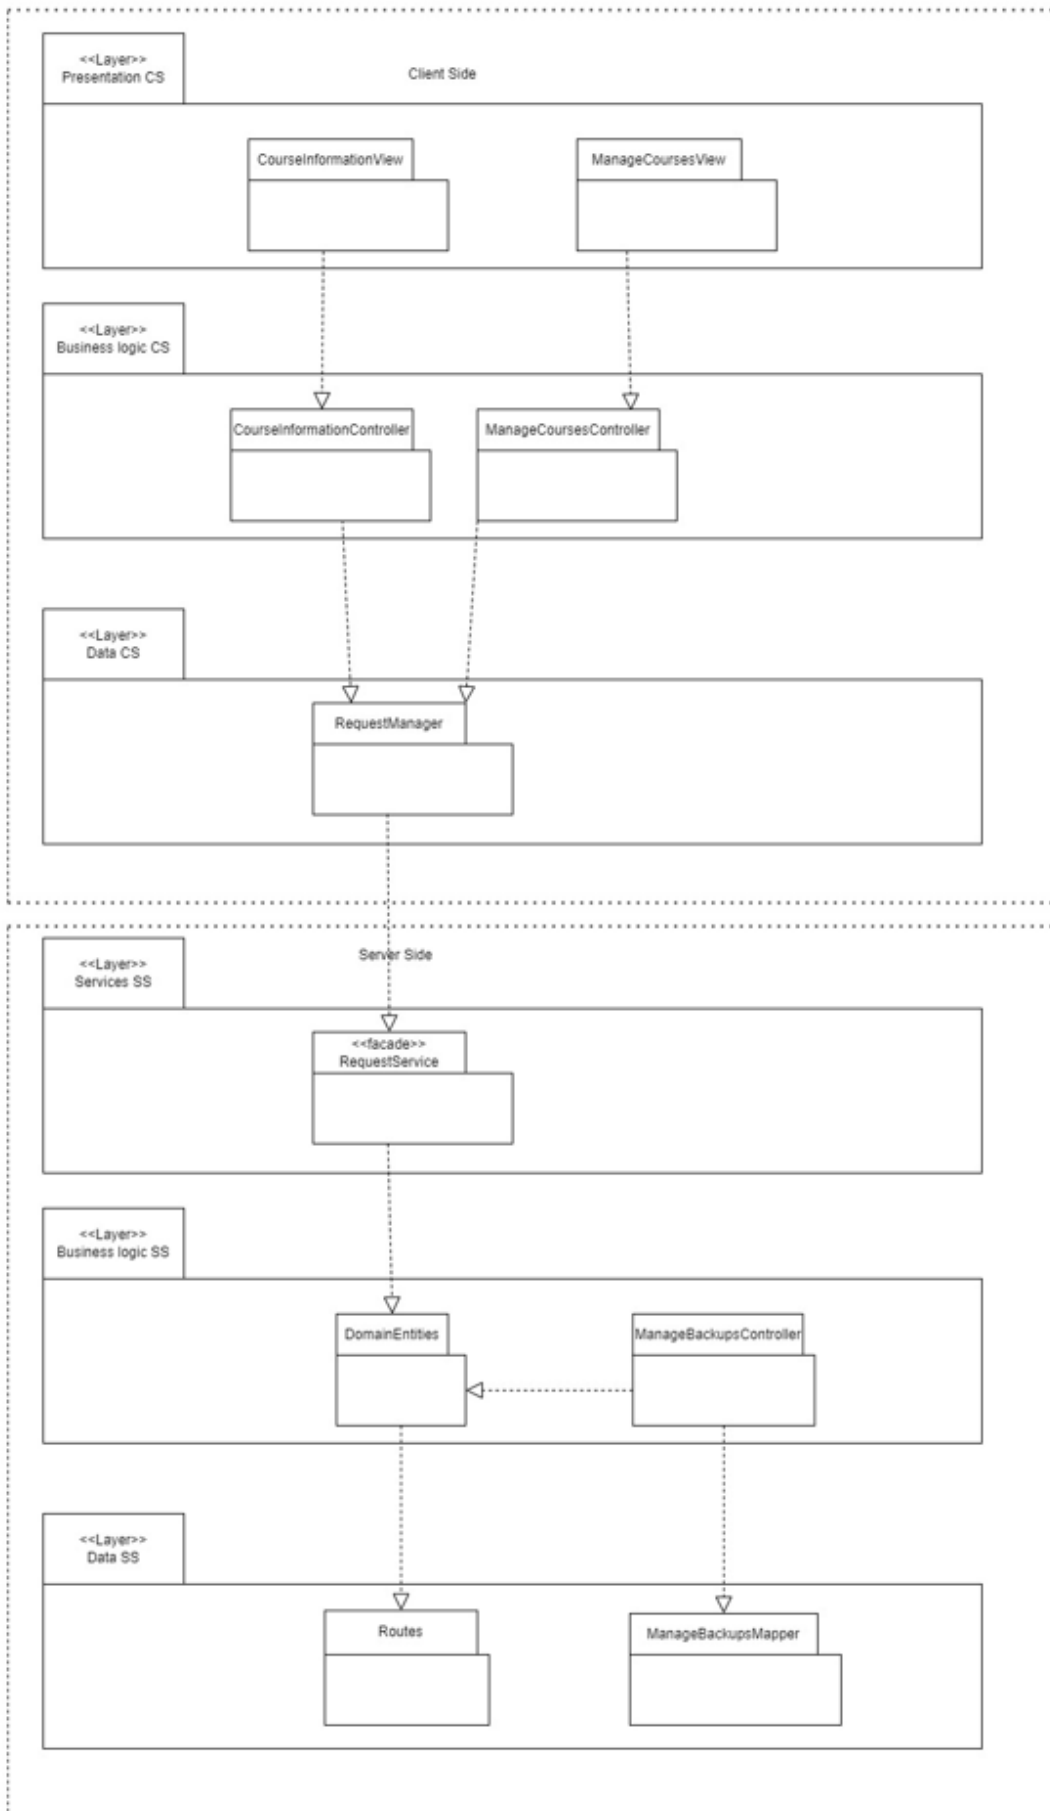 <<Layer>>
Presentation CS
Client Side
CourseInformationView
ManageCoursesView
<<Layer>>
Business logic CS
CourseInformationController
ManageCoursesController
<<Layer>>
Data CS
RequestManager
Server Side
<<Layer>>
Services SS
<<facade>>
RequestService
<<Layer>>
Business logic SS
DomainEntities
ManageBackupsController
<<Layer>>
Data SS
Routes
ManageBackupsMapper